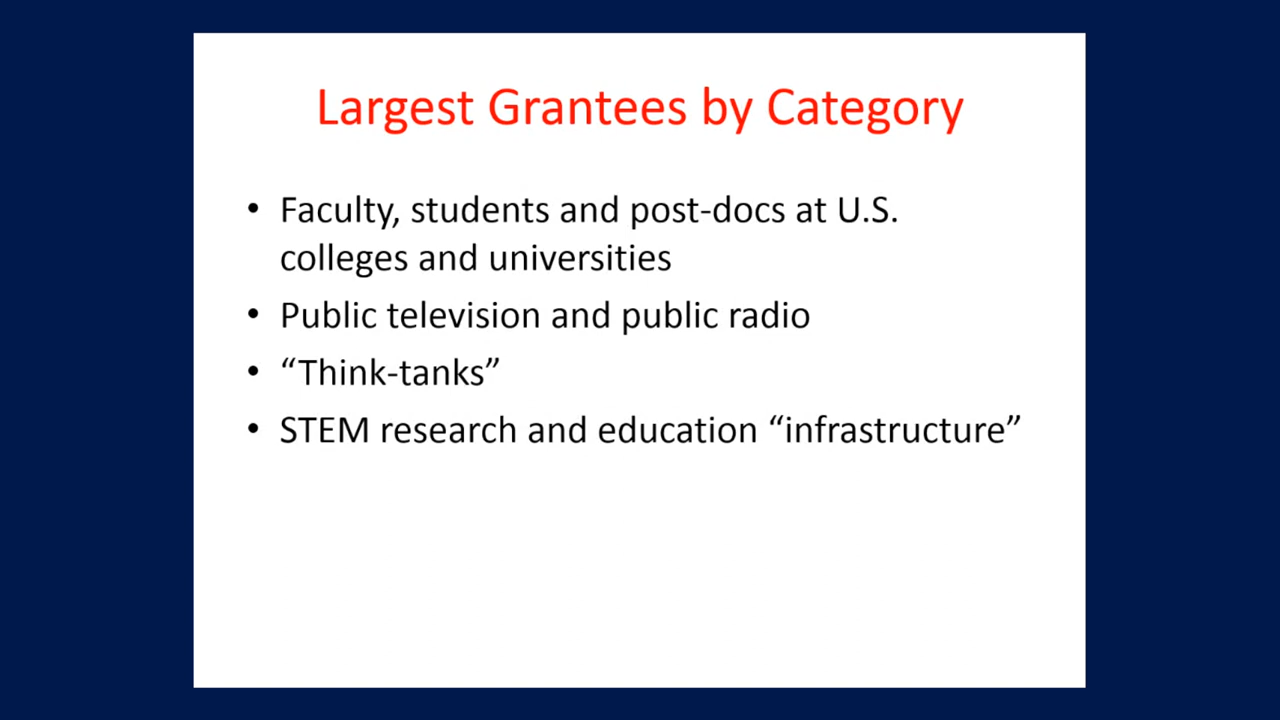 Largest Grantees by Category
• Faculty, students and post-docs at U.S.
colleges and universities
• Public television and public radio
• “Think-tanks”
• STEM research and education “infrastructure”